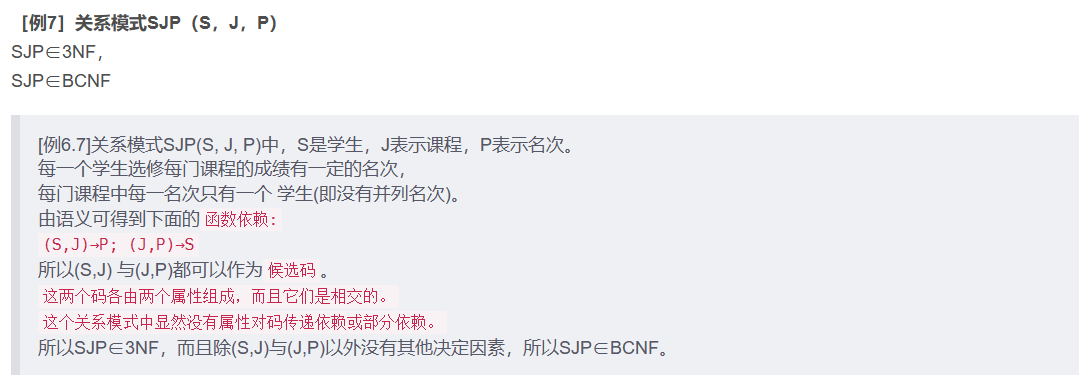 [例7］关系模式SJP（S，J，P）
SJP∈3NF，
SJP∈BCNF
[例6.7]关系模式SJP(S, J, P)中，S是学生，J表示课程，P表示名次。
每一个学生选修每门课程的成绩有一定的名次，
每门课程中每一名次只有一个 学生(即没有并列名次)。
由语义可得到下面的 函数依赖：
(S,J)→P; (J,P)→S
所以(S,J) 与(J,P)都可以作为 候选码 。
这两个码各由两个属性组成，而且它们是相交的。
这个关系模式中显然没有属性对码传递依赖或部分依赖。
所以SJP∈3NF，而且除(S,J)与(J,P)以外没有其他决定因素，所以SJP∈BCNF。